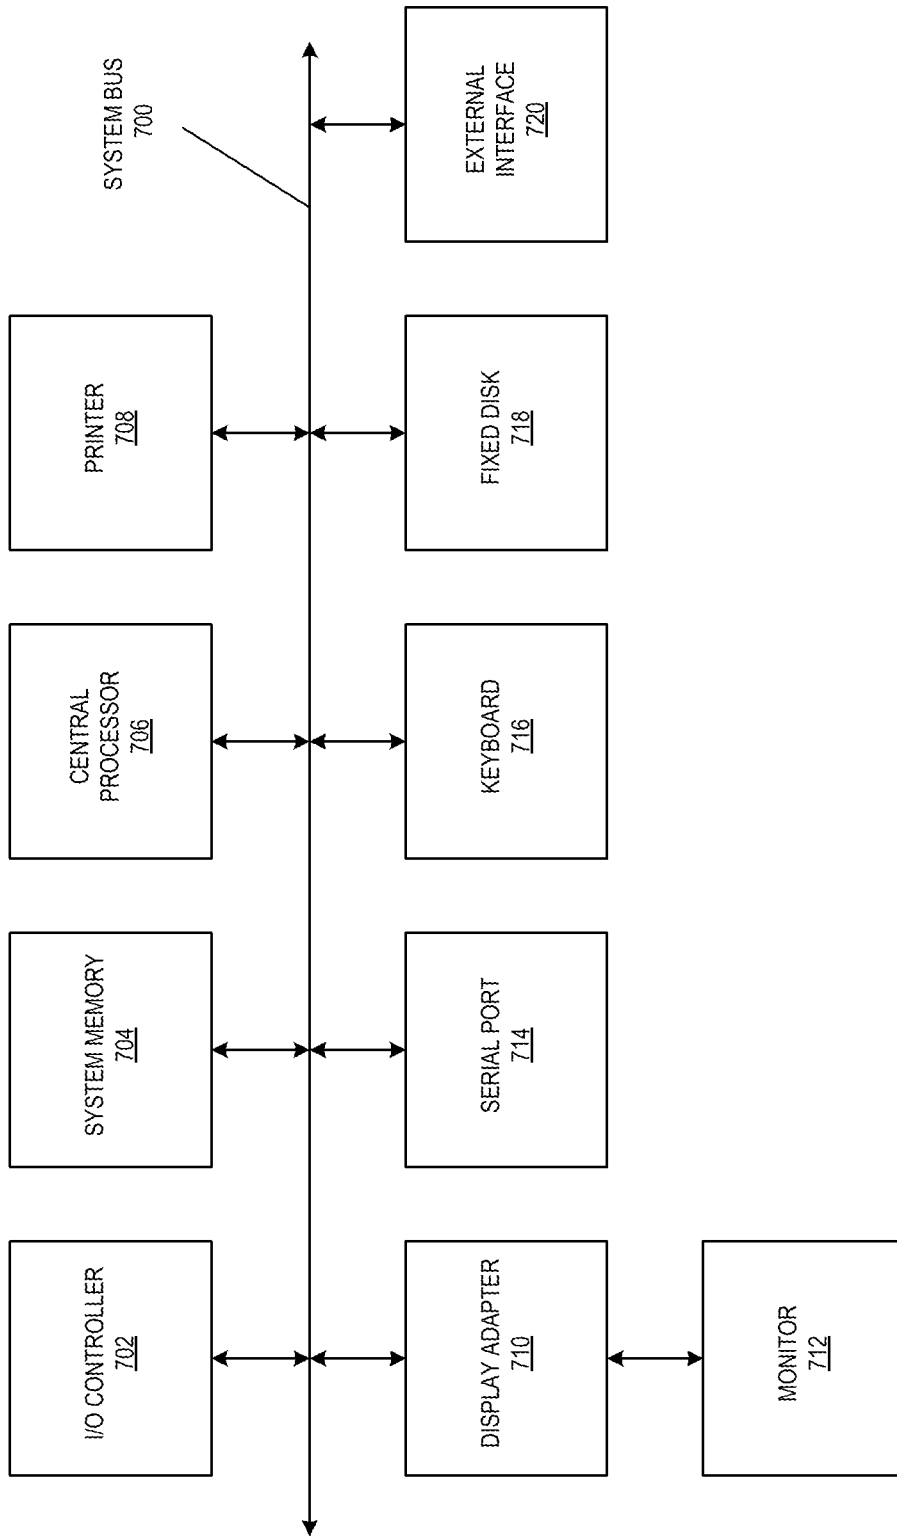 I/O CONTROLLER
702
SYSTEM MEMORY
704
CENTRAL
PROCESSOR
706
PRINTER
708
SYSTEM BUS
700
DISPLAY ADAPTER
710
SERIAL PORT
714
KEYBOARD
716
FIXED DISK
718
EXTERNAL
INTERFACE
720
MONITOR
712